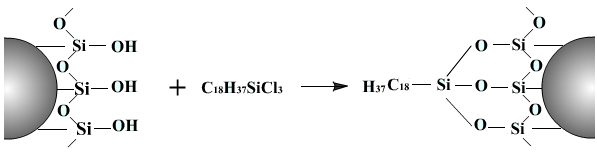 O
Si — OH
O
Si — OH
O
Si — OH
+ C₁₈H₃₇SiCl₃
H₃₇C₁₈ — Si — O — Si
O
O — Si
O
O — Si
O